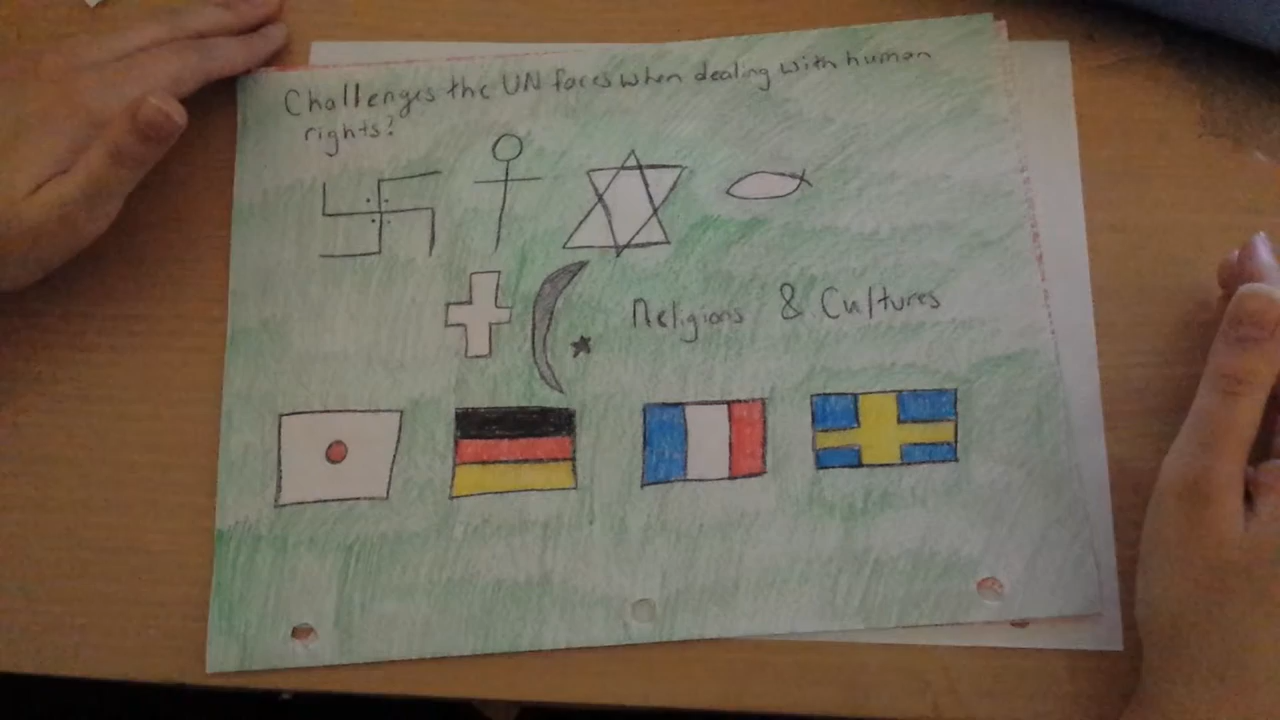 Challenges the UN faces when dealing with human
rights?
Religions & Cultures